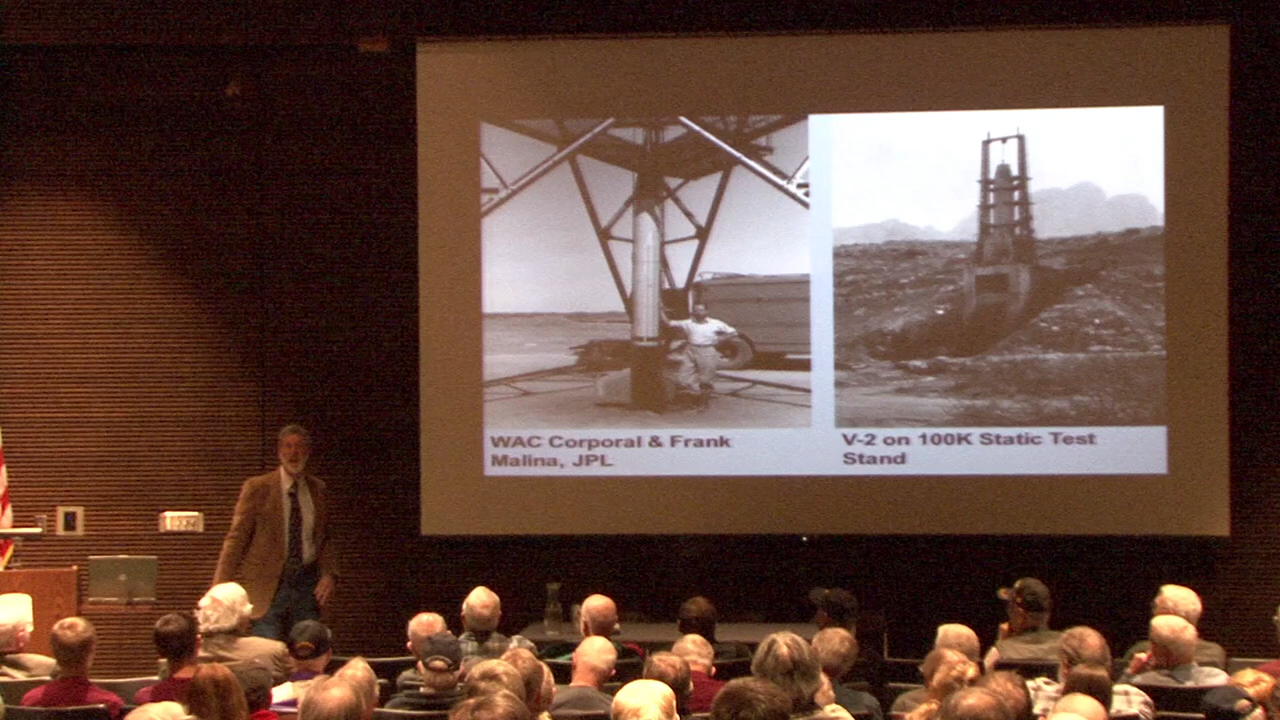 WAC Corporal & Frank
Malina, JPL
V-2 on 100K Static Test
Stand